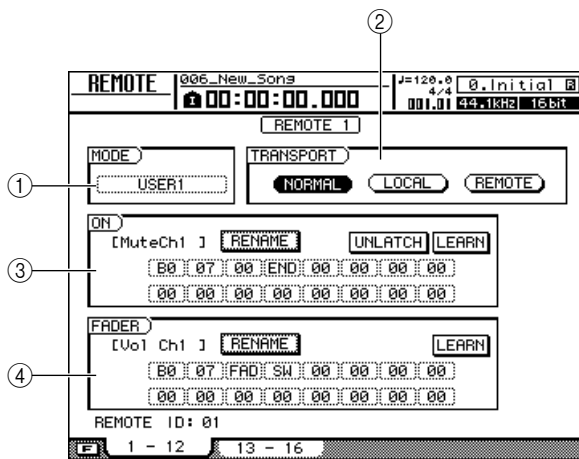 ②
REMOTE 006_New_Song ♩=120.0 4/4 0.Initial R
00:00:00.000 001.01 44.1kHz 16bit
REMOTE 1
MODE TRANSPORT
① USER1 NORMAL LOCAL REMOTE
ON
[MuteCh1 ] RENAME UNLATCH LEARN
③ B0 07 00 END 00 00 00 00
00 00 00 00 00 00 00 00
FADER
[Vol Ch1 ] RENAME LEARN
④ B0 07 FAD SW 00 00 00 00
00 00 00 00 00 00 00 00
REMOTE ID: 01
F 1 - 12 13 - 16